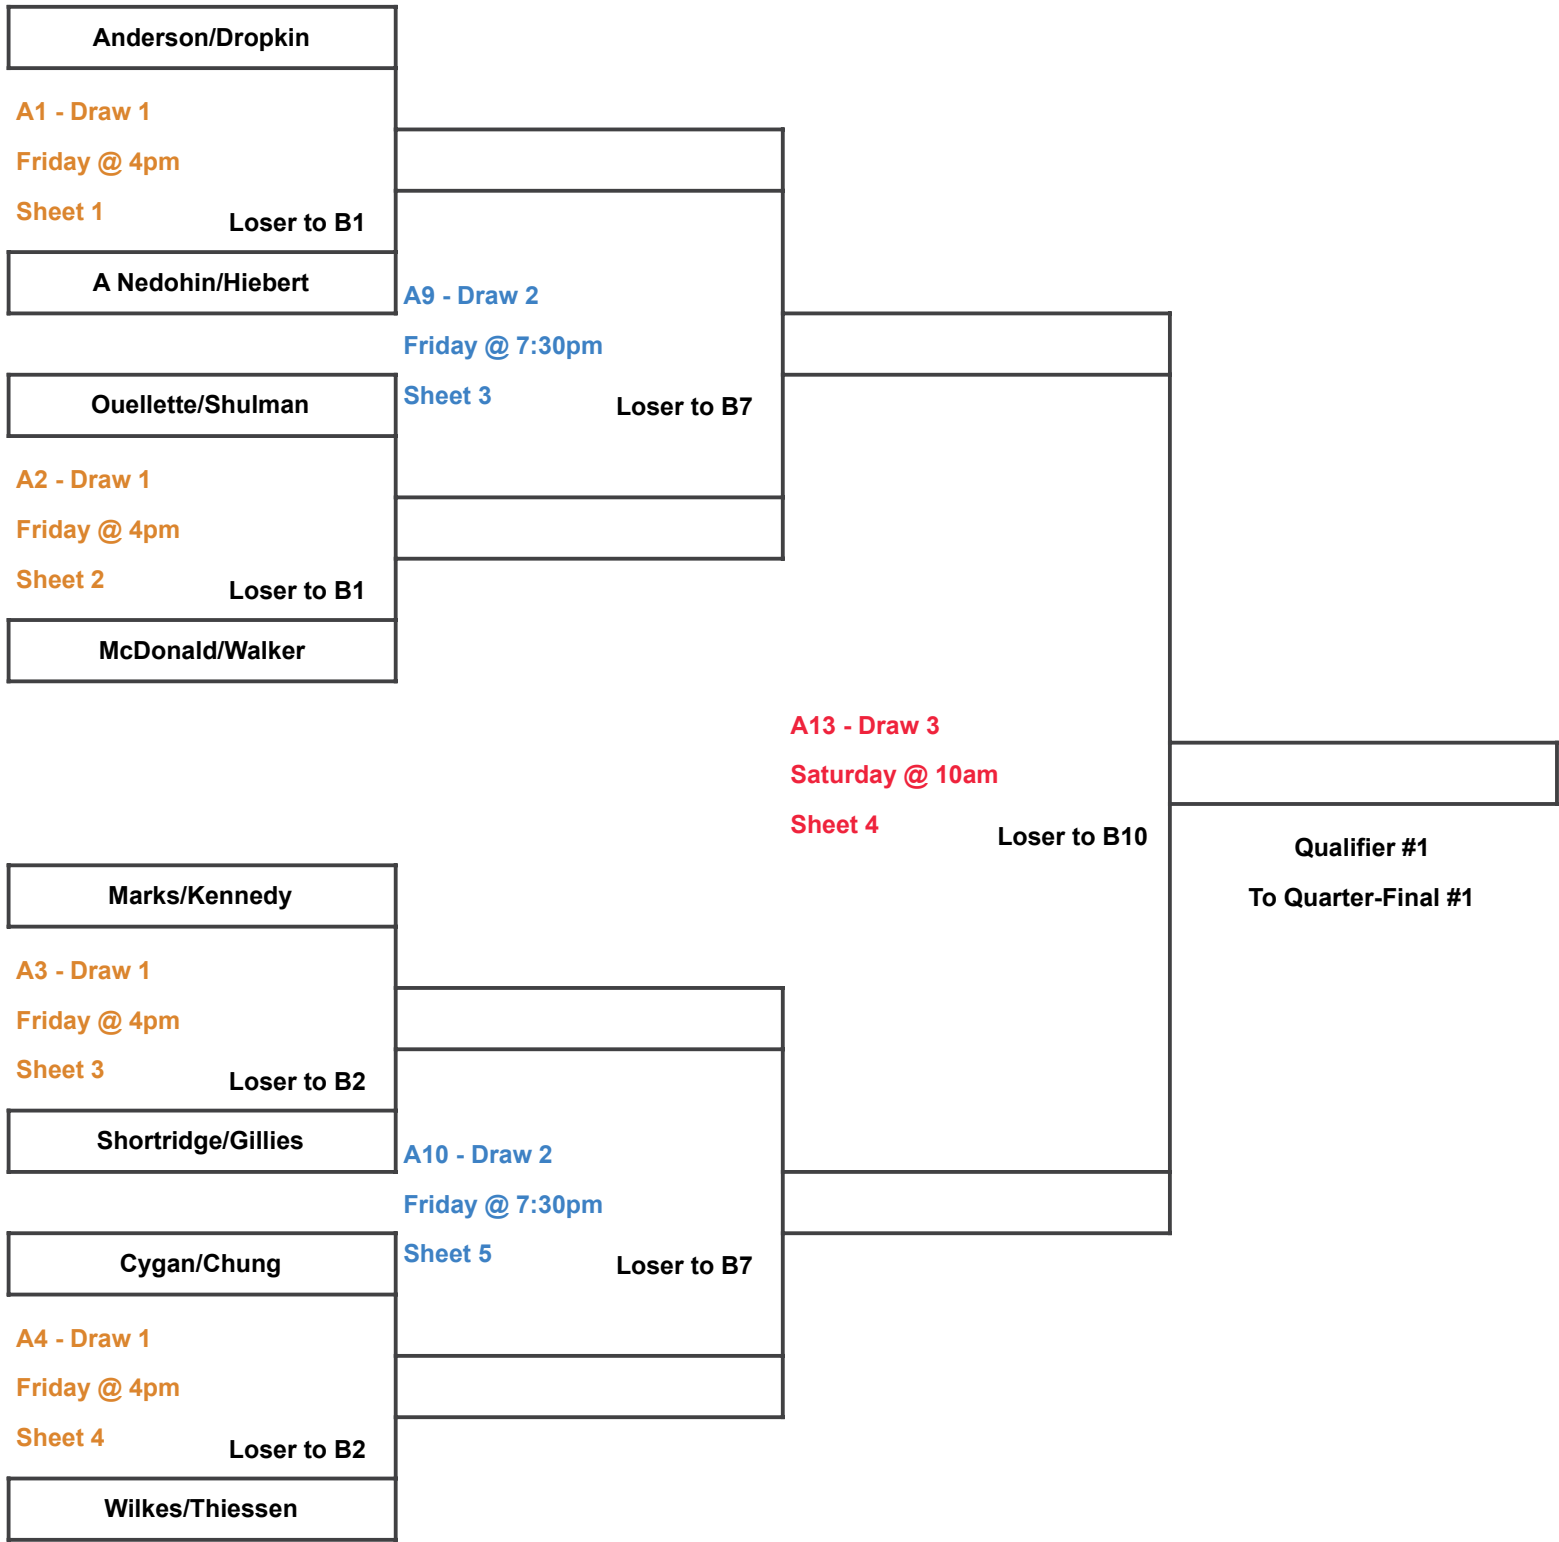 Anderson/Dropkin
A1 - Draw 1
Friday @ 4pm
Sheet 1
Loser to B1
A Nedohin/Hiebert
A9 - Draw 2
Friday @ 7:30pm
Sheet 3
Loser to B7
Ouellette/Shulman
A2 - Draw 1
Friday @ 4pm
Sheet 2
Loser to B1
McDonald/Walker
A13 - Draw 3
Saturday @ 10am
Sheet 4
Loser to B10
Qualifier #1
To Quarter-Final #1
Marks/Kennedy
A3 - Draw 1
Friday @ 4pm
Sheet 3
Loser to B2
Shortridge/Gillies
A10 - Draw 2
Friday @ 7:30pm
Sheet 5
Loser to B7
Cygan/Chung
A4 - Draw 1
Friday @ 4pm
Sheet 4
Loser to B2
Wilkes/Thiessen